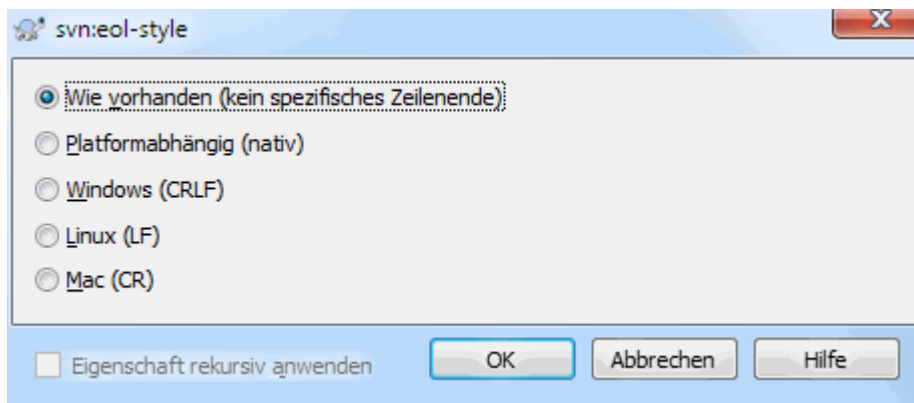 svn:eol-style
Wie vorhanden (kein spezifisches Zeilenende)
Platformabhängig (nativ)
Windows (CRLF)
Linux (LF)
Mac (CR)
Eigenschaft rekursiv anwenden
OK
Abbrechen
Hilfe